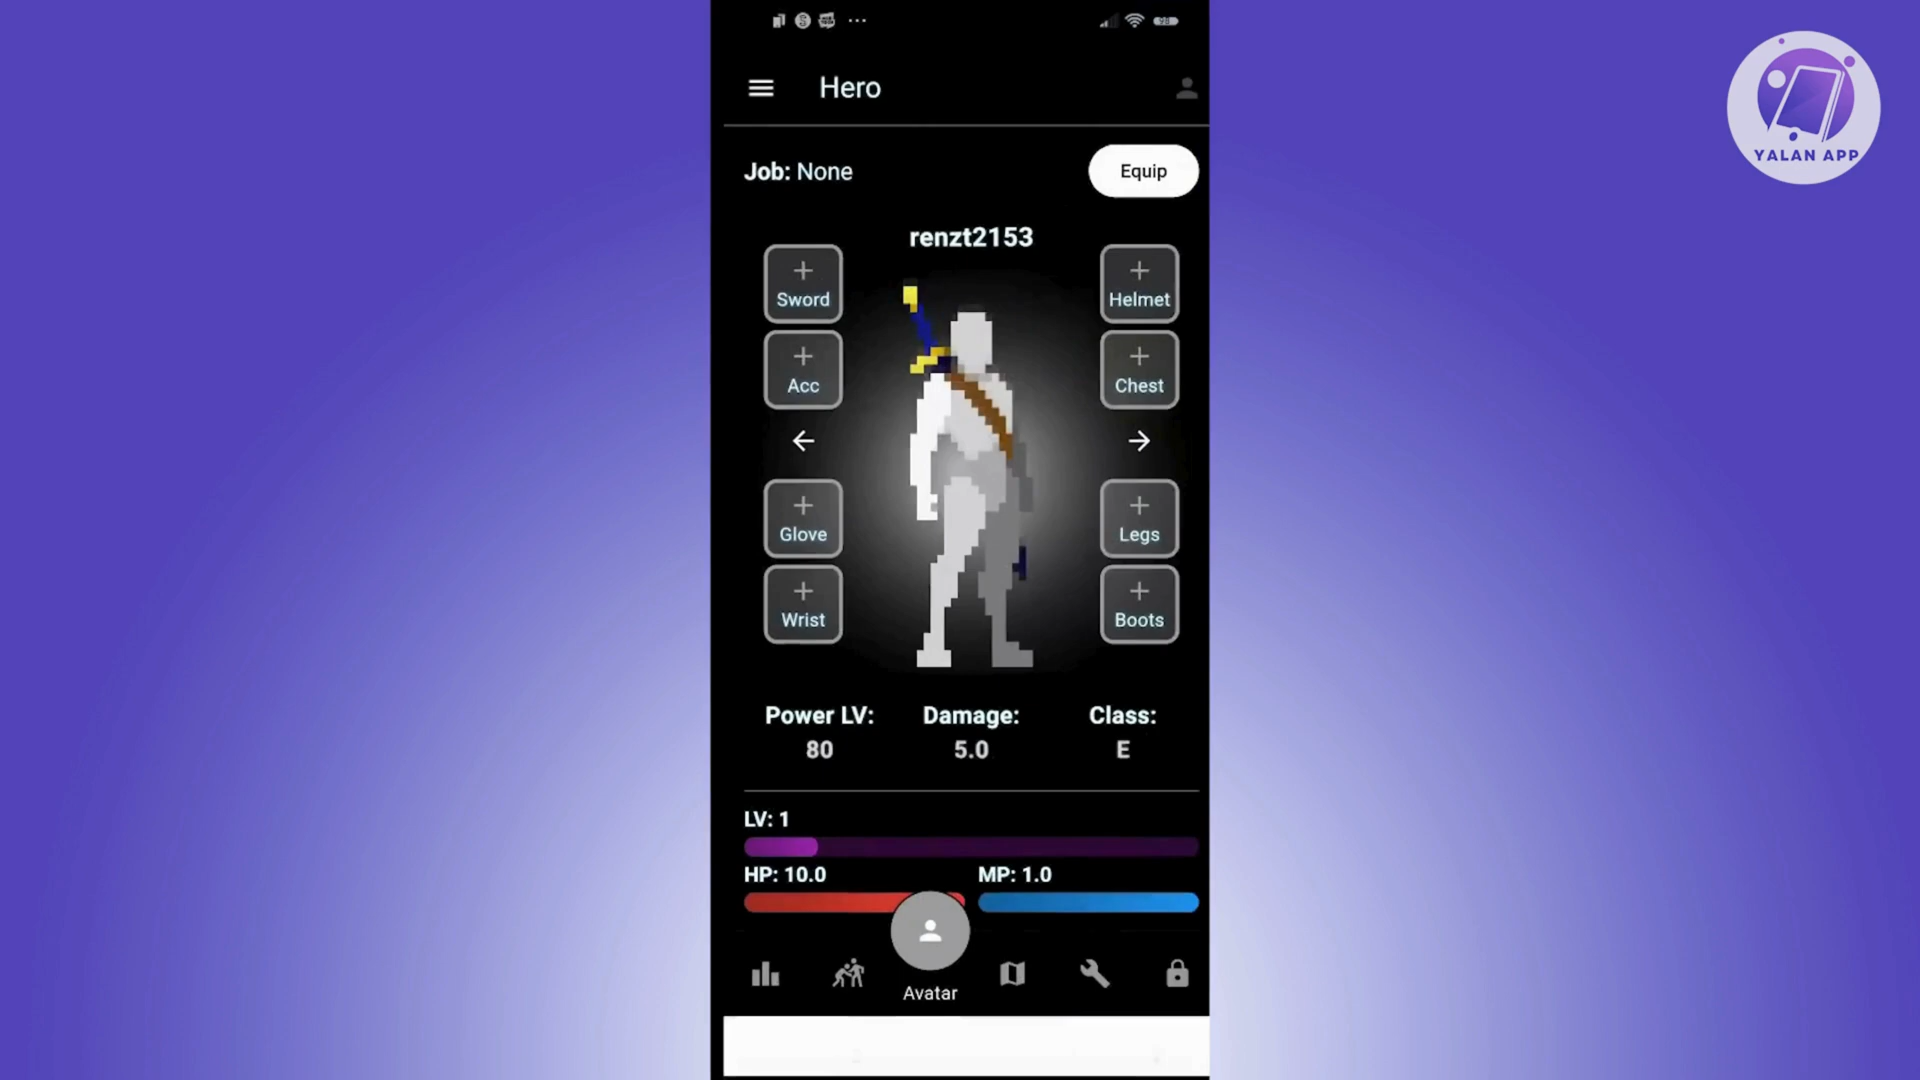 98
Hero
Job: None
Equip
renzt2153
Sword
Helmet
Acc
Chest
Glove
Legs
Wrist
Boots
Power LV:
Damage:
Class:
80
5.0
E
LV: 1
HP: 10.0
MP: 1.0
Avatar
YALAN APP